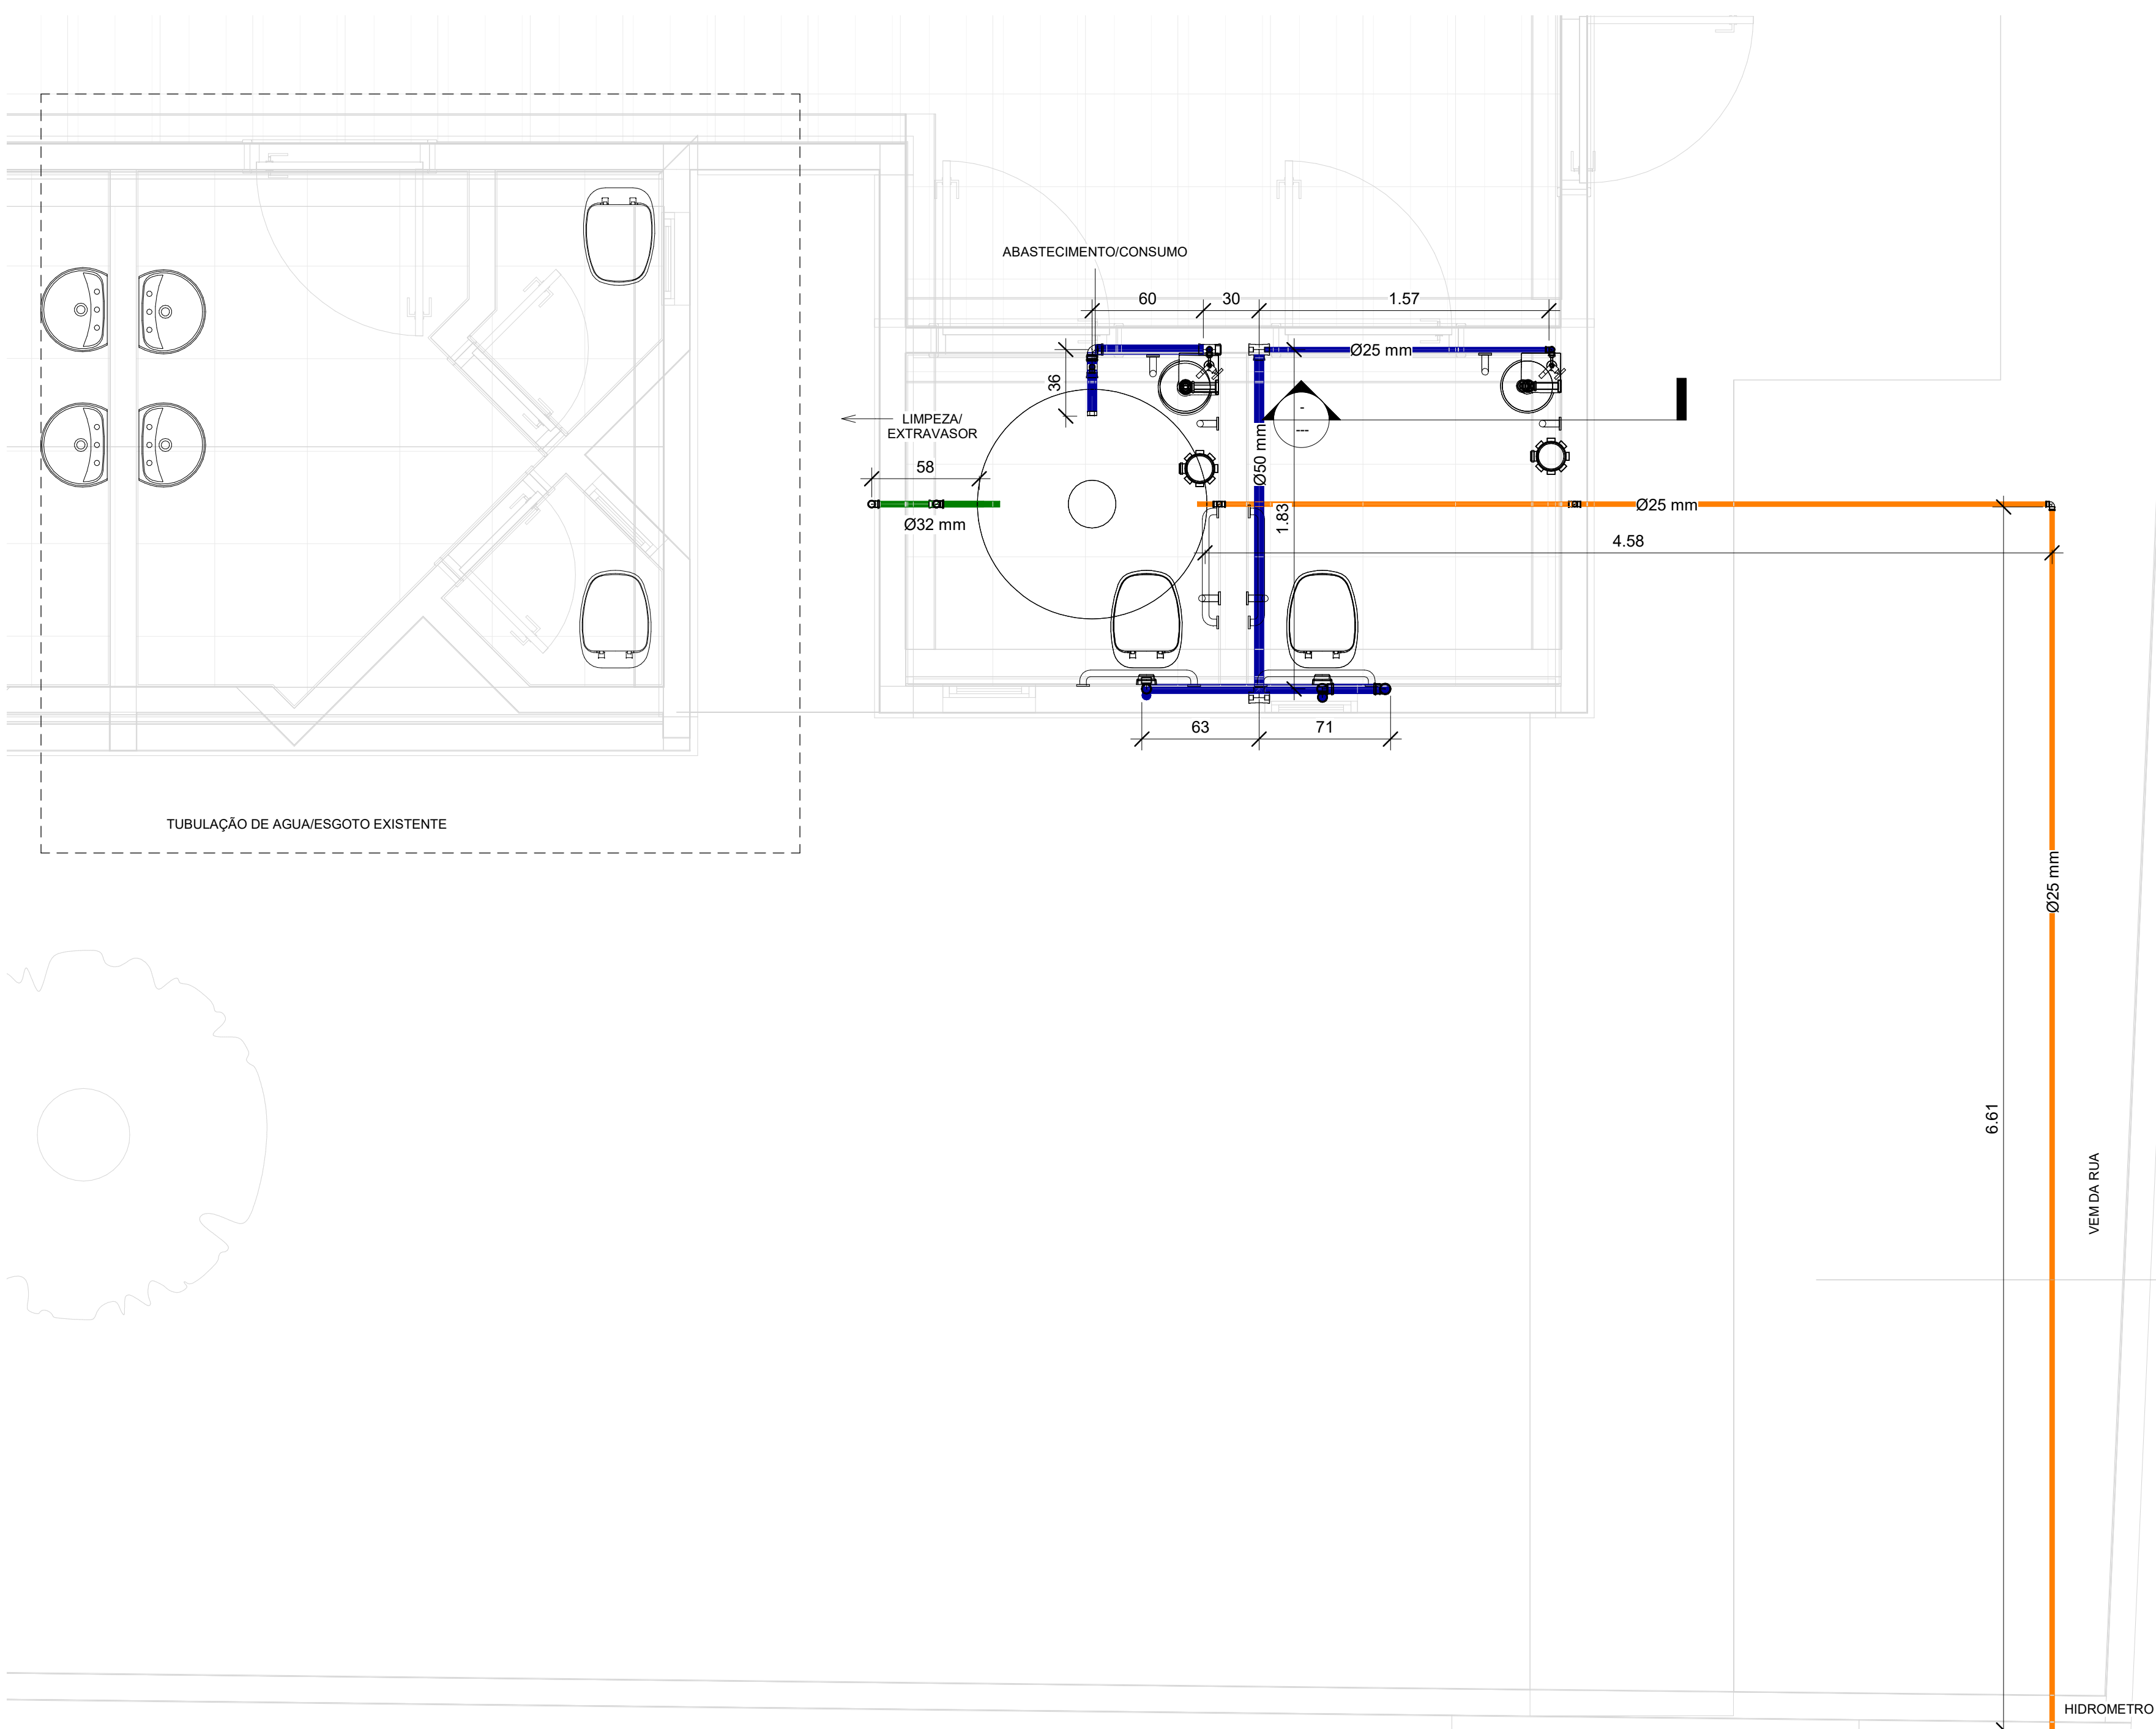 ABASTECIMENTO/CONSUMO
60
30
1.57
Ø25 mm
36
LIMPEZA/
EXTRAVASOR
-
---
Ø50 mm
58
Ø32 mm
1.83
Ø25 mm
4.58
63
71
TUBULAÇÃO DE AGUA/ESGOTO EXISTENTE
Ø25 mm
6.61
VEM DA RUA
HIDROMETRO